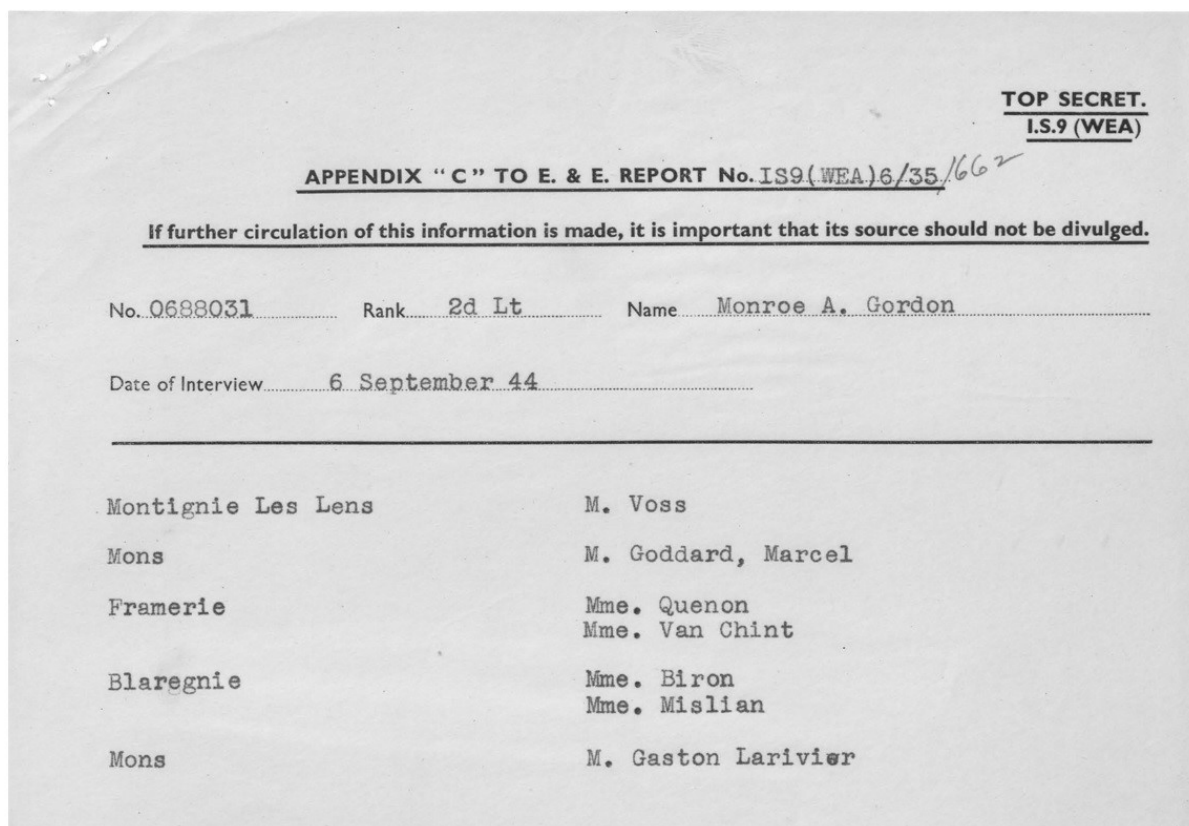 TOP SECRET.
I.S.9 (WEA)
APPENDIX "C" TO E. & E. REPORT No. IS9(WEA)6/35/662
If further circulation of this information is made, it is important that its source should not be divulged.
No. 0688031 Rank 2d Lt Name Monroe A. Gordon
Date of Interview 6 September 44
Montignie Les Lens M. Voss
Mons M. Goddard, Marcel
Framerie Mme. Quenon
Mme. Van Chint
Blaregnie Mme. Biron
Mme. Mislian
Mons M. Gaston Larivier